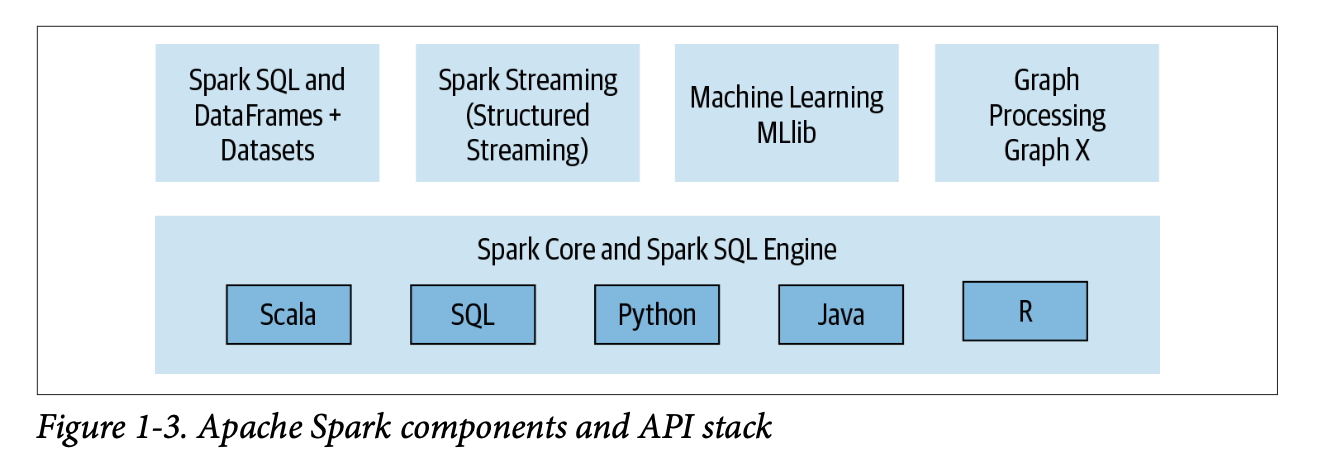 Spark SQL and
DataFrames +
Datasets
Spark Streaming
(Structured
Streaming)
Machine Learning
MLlib
Graph
Processing
Graph X
Spark Core and Spark SQL Engine
Scala
SQL
Python
Java
R
Figure 1-3. Apache Spark components and API stack